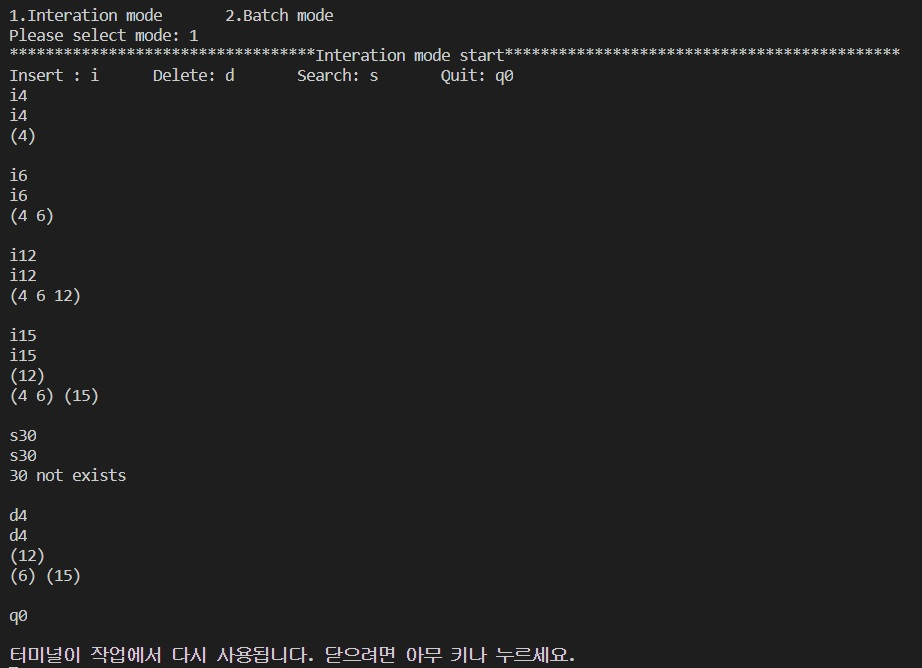 1.Interation mode       2.Batch mode
Please select mode: 1
**********************************Interation mode start********************************************
Insert : i      Delete: d       Search: s       Quit: q0
i4
i4
(4)
i6
i6
(4 6)
i12
i12
(4 6 12)
i15
i15
(12)
(4 6) (15)
s30
s30
30 not exists
d4
d4
(12)
(6) (15)
q0
터미널이 작업에서 다시 사용됩니다. 닫으려면 아무 키나 누르세요.